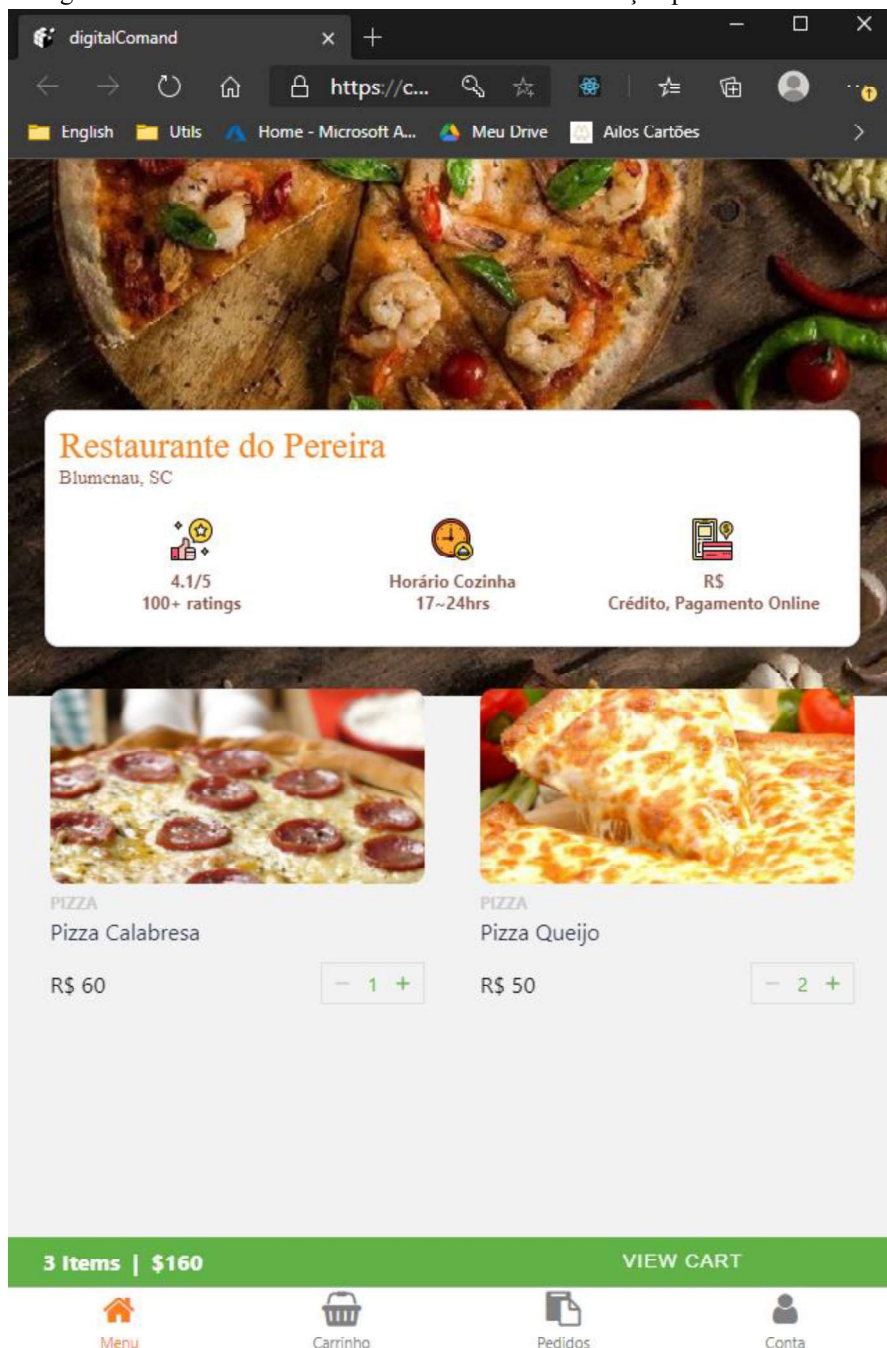 digitalComand
https://c...
English Utils Home - Microsoft A... Meu Drive Ailos Cartões
Restaurante do Pereira
Blumenau, SC
4.1/5
100+ ratings
Horário Cozinha
17~24hrs
R$
Crédito, Pagamento Online
PIZZA
Pizza Calabresa
R$ 60
− 1 +
PIZZA
Pizza Queijo
R$ 50
− 2 +
3 Items | $160
VIEW CART
Menu Carrinho Pedidos Conta